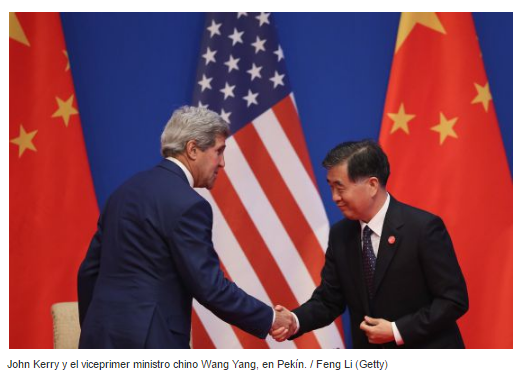 John Kerry y el viceprimer ministro chino Wang Yang, en Pekín. / Feng Li (Getty)